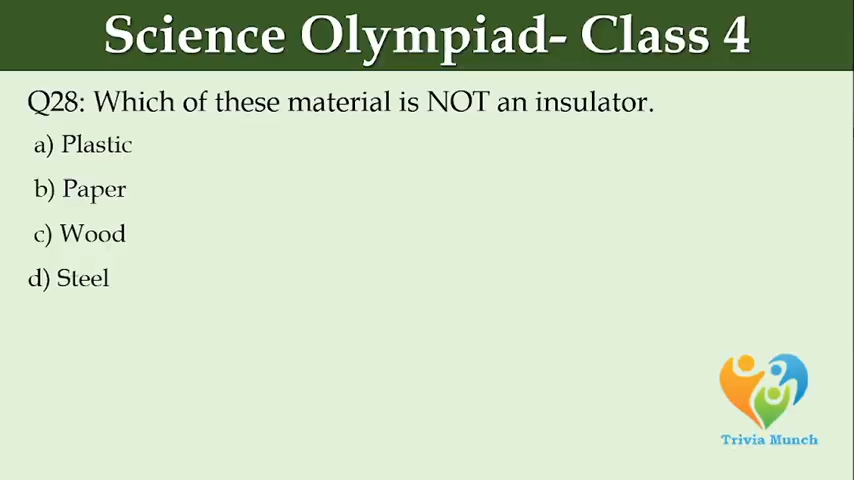 Science Olympiad- Class 4
Q28: Which of these material is NOT an insulator.
a) Plastic
b) Paper
c) Wood
d) Steel
Trivia Munch